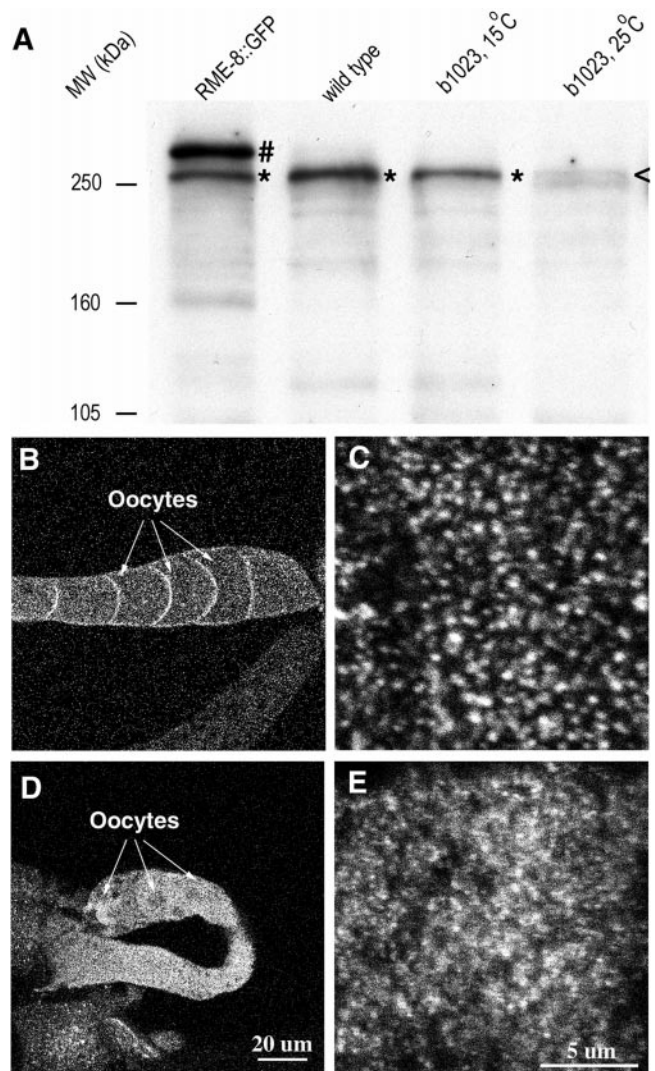 A
MW (kDa)
RME-8::GFP
wild type
b1023, 15°C
b1023, 25°C
#
250
* * * <
160
105
B
Oocytes
C
D
Oocytes
20 um
E
5 um